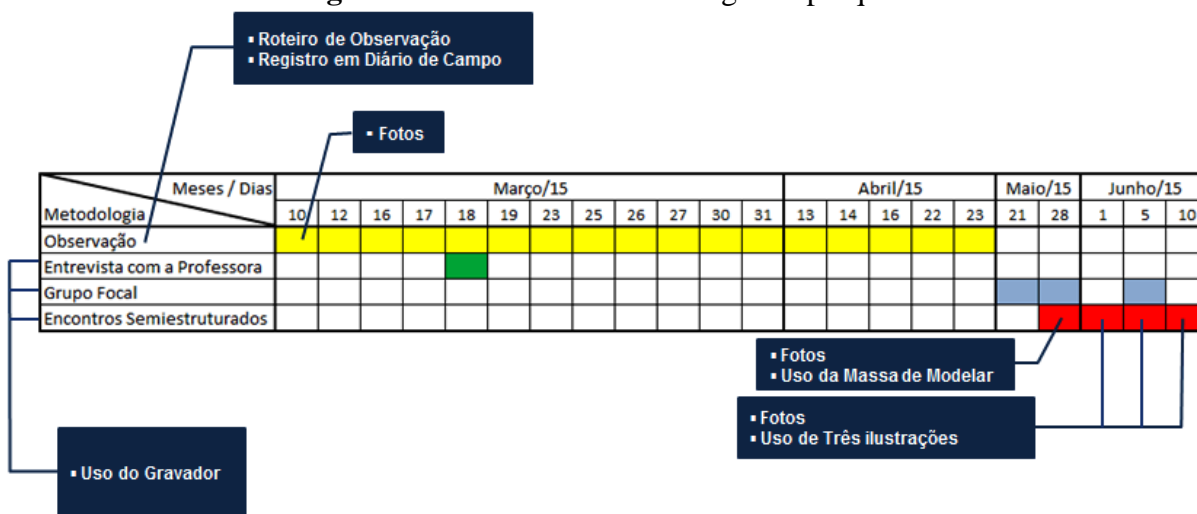 ▪ Roteiro de Observação
▪ Registro em Diário de Campo
▪ Fotos
Meses / Dias Março/15 Abril/15 Maio/15 Junho/15
Metodologia 10 12 16 17 18 19 23 25 26 27 30 31 13 14 16 22 23 21 28 1 5 10
Observação
Entrevista com a Professora
Grupo Focal
Encontros Semiestruturados
▪ Fotos
▪ Uso da Massa de Modelar
▪ Fotos
▪ Uso de Três ilustrações
▪ Uso do Gravador